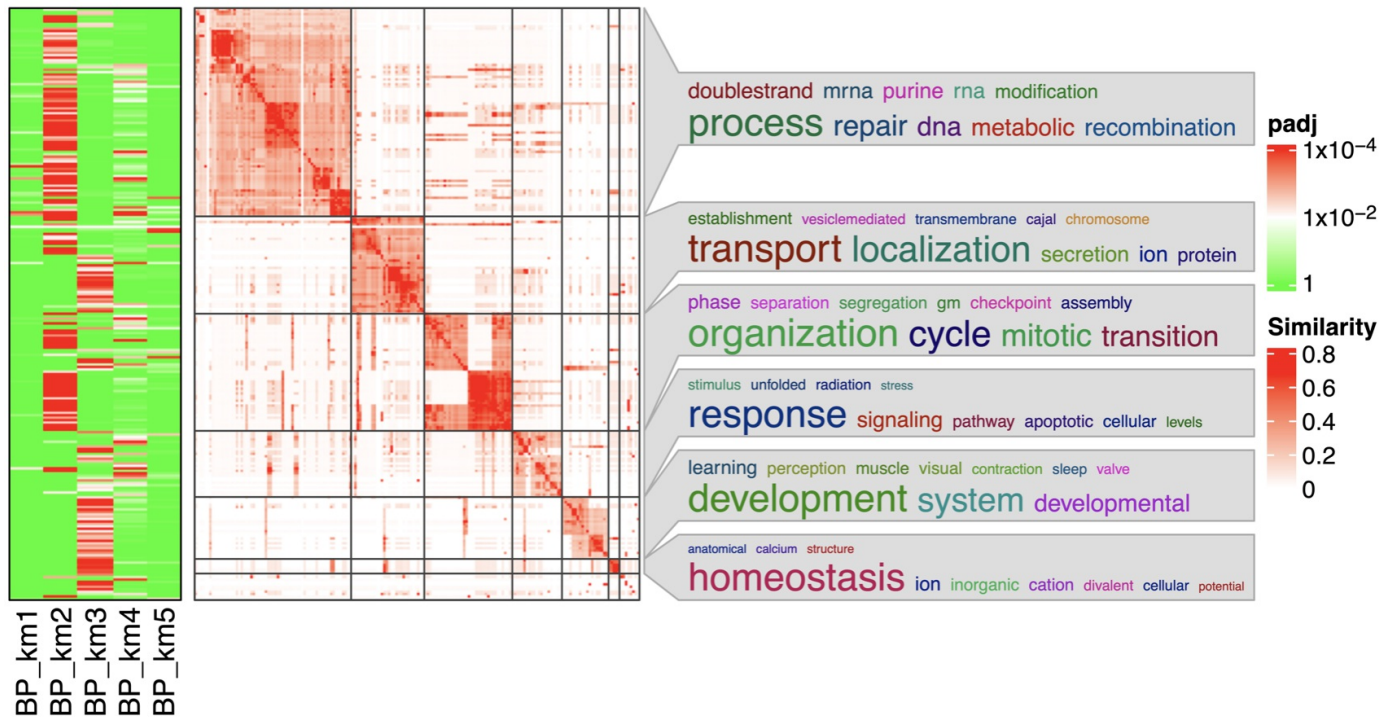 doublestrand mrna purine rna modification
process repair dna metabolic recombination
establishment vesiclemediated transmembrane cajal chromosome
transport localization secretion ion protein
phase separation segregation gm checkpoint assembly
organization cycle mitotic transition
stimulus unfolded radiation stress
response signaling pathway apoptotic cellular levels
learning perception muscle visual contraction sleep valve
development system developmental
anatomical calcium structure
homeostasis ion inorganic cation divalent cellular potential
padj
1x10⁻⁴
1x10⁻²
1
Similarity
0.8
0.6
0.4
0.2
0
BP_km1
BP_km2
BP_km3
BP_km4
BP_km5